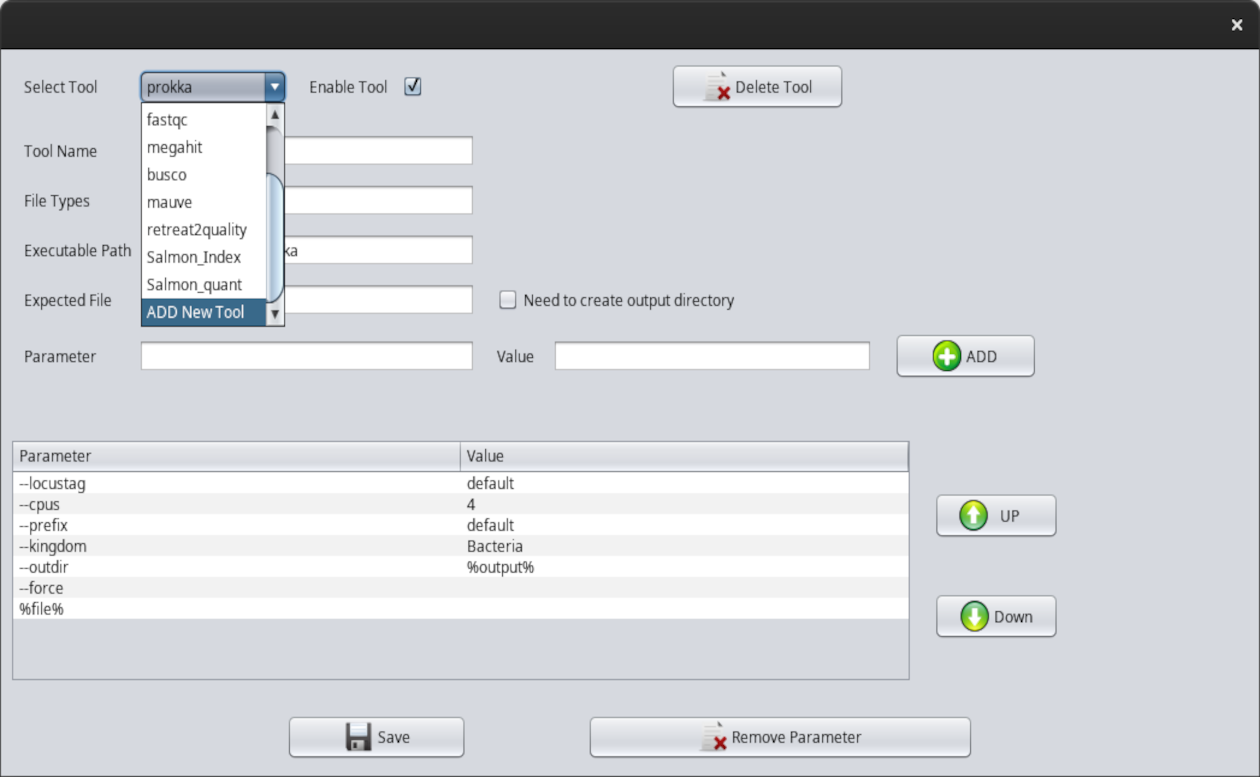 Select Tool prokka Enable Tool Delete Tool
fastqc
Tool Name megahit
busco
File Types mauve
retreat2quality
Executable Path ka
Salmon_Index
Salmon_quant
Expected File Need to create output directory
ADD New Tool
Parameter Value ADD
Parameter Value
--locustag default
--cpus 4
--prefix default
--kingdom Bacteria
--outdir %output%
--force
%file%
UP
Down
Save Remove Parameter